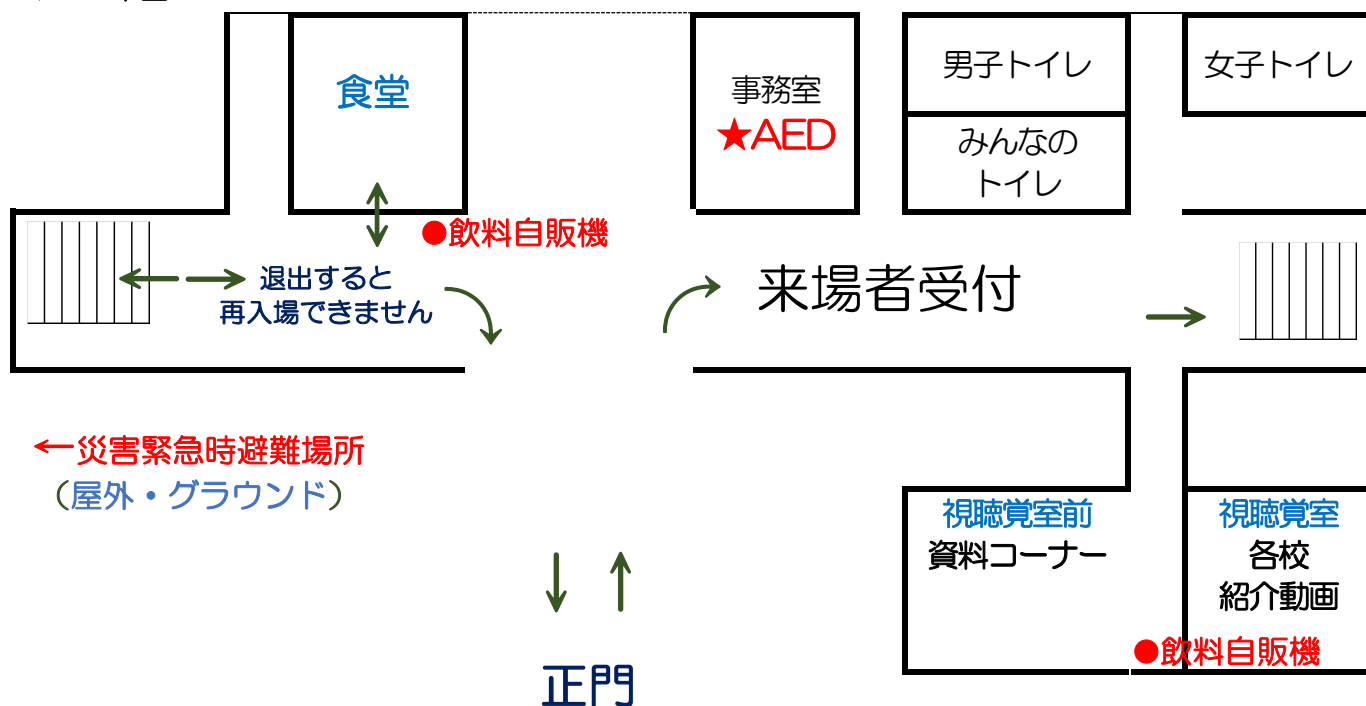 食堂
事務室
★AED
男子トイレ
女子トイレ
みんなの
トイレ
●飲料自販機
退出すると
再入場できません
来場者受付
←災害緊急時避難場所
(屋外・グラウンド)
視聴覚室前
資料コーナー
視聴覚室
各校
紹介動画
●飲料自販機
正門